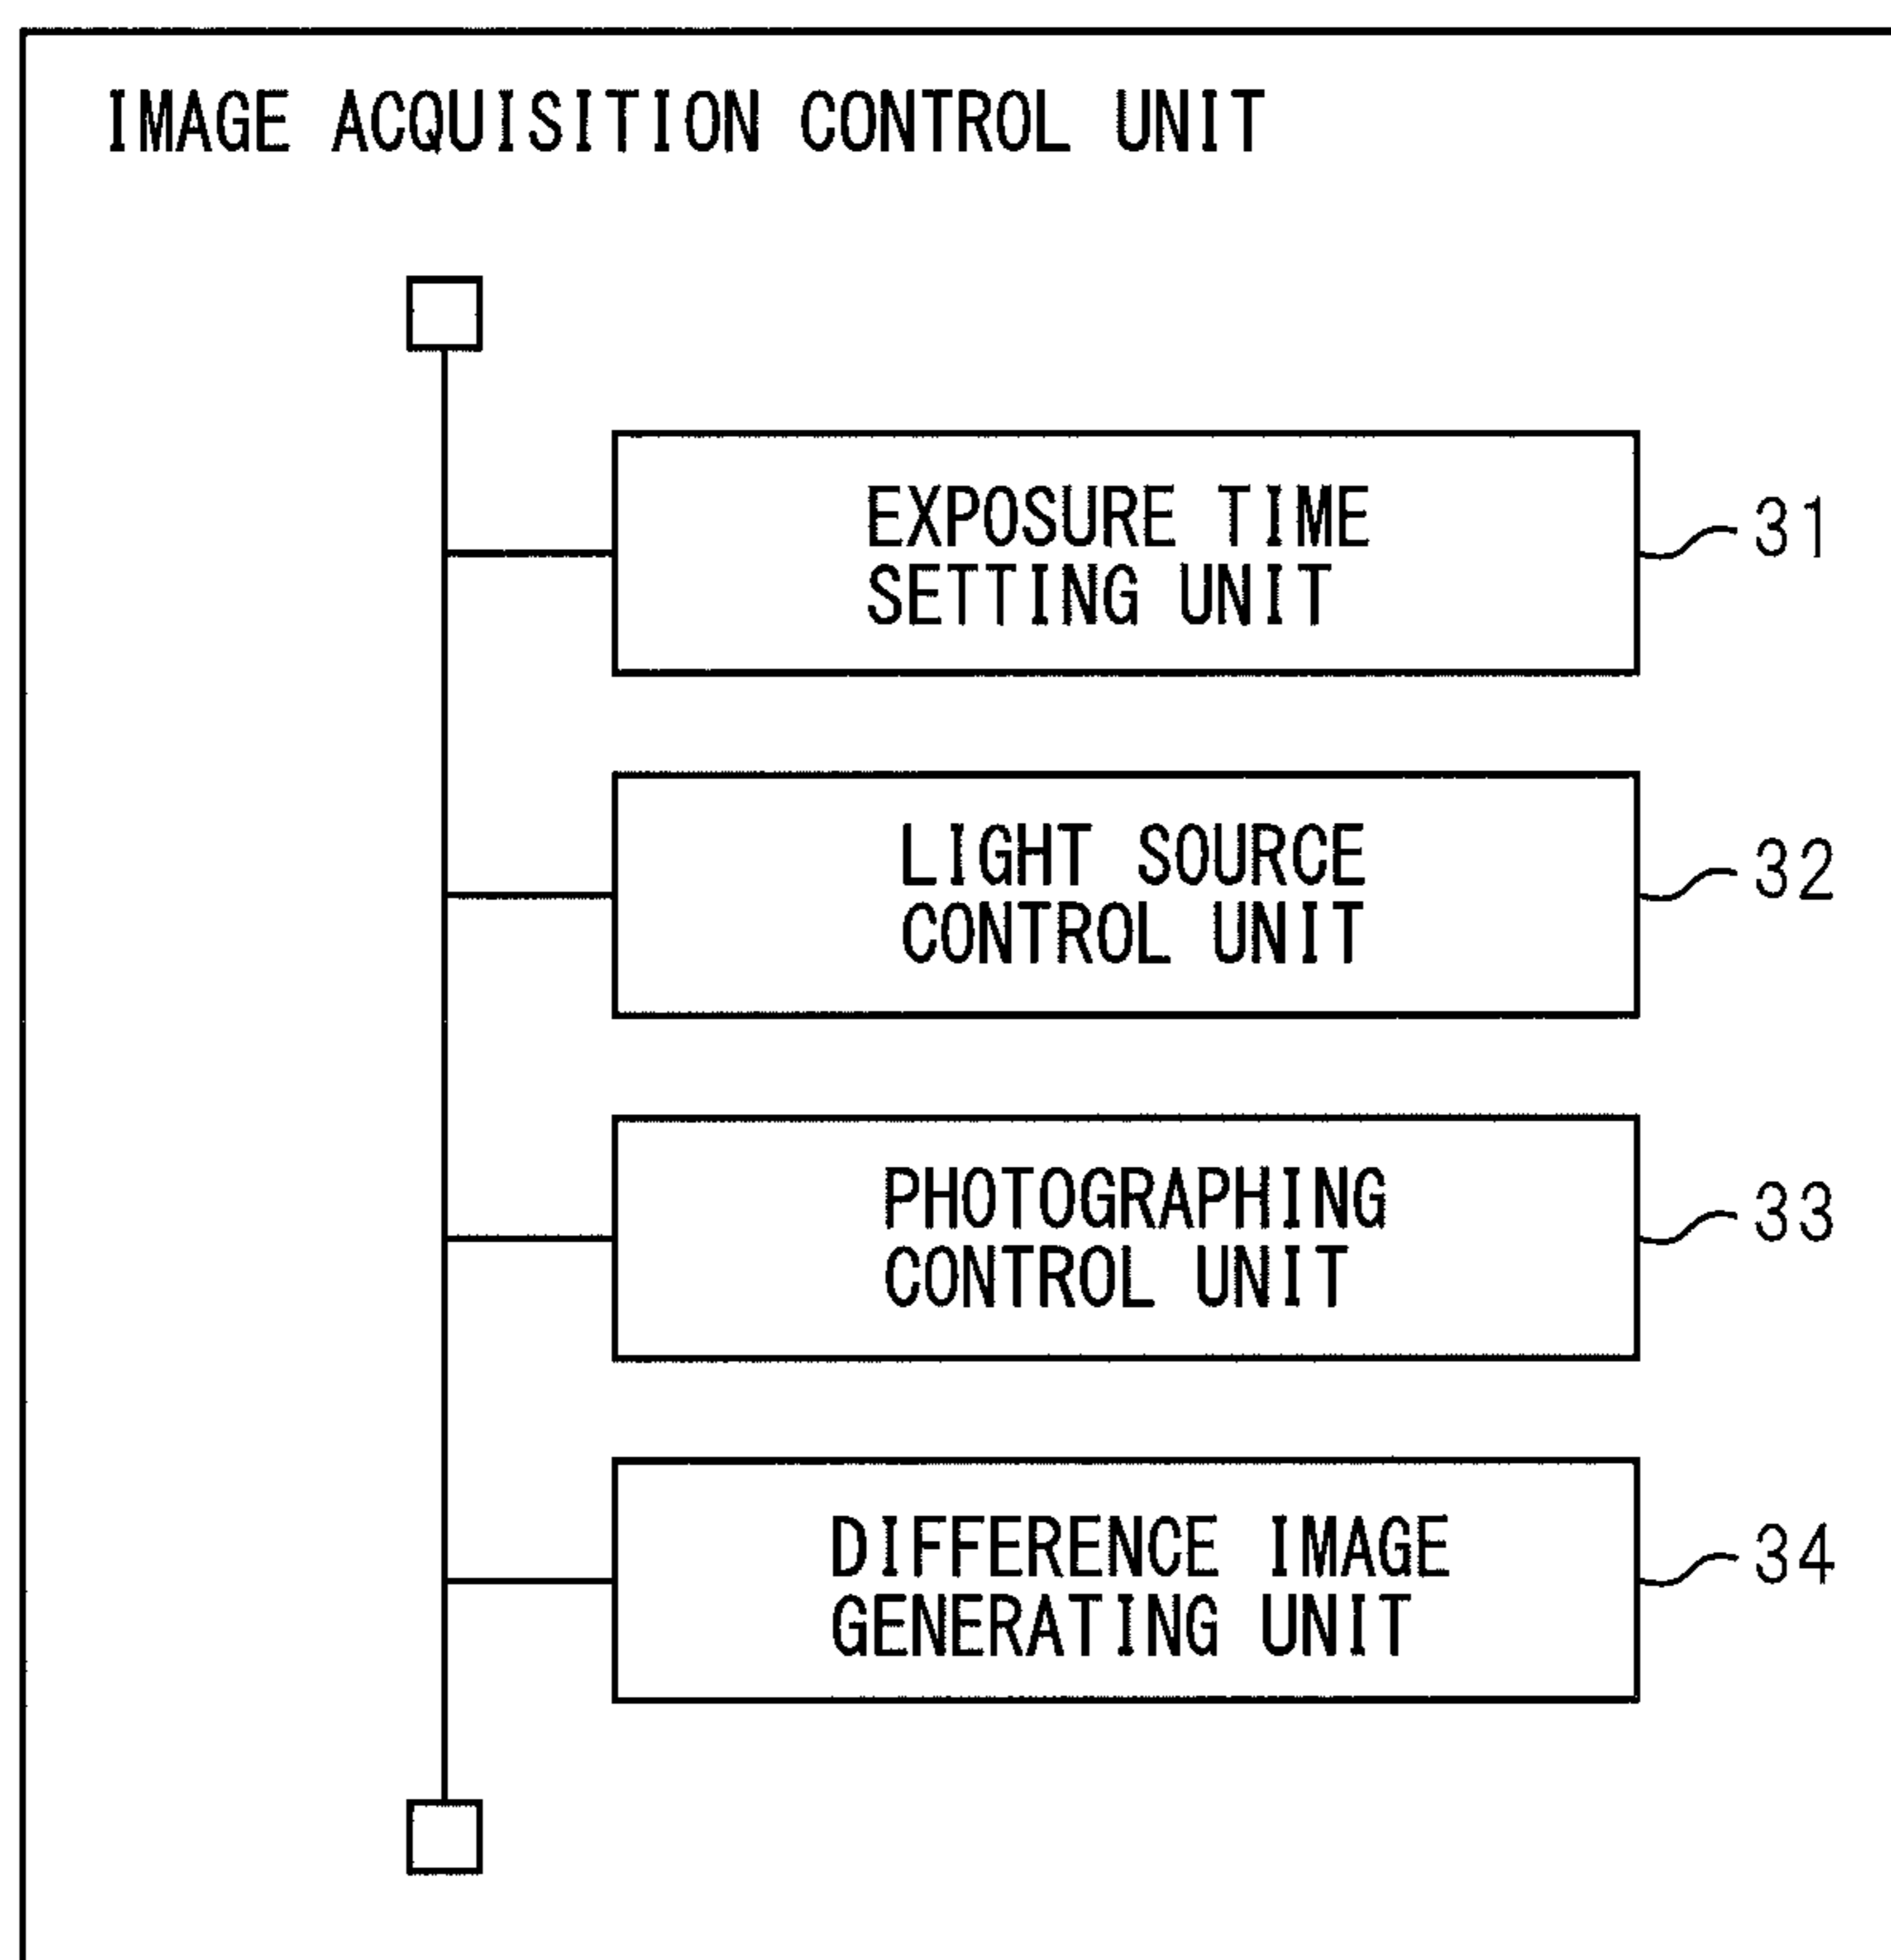 IMAGE ACQUISITION CONTROL UNIT
EXPOSURE TIME
SETTING UNIT
31
LIGHT SOURCE
CONTROL UNIT
32
PHOTOGRAPHING
CONTROL UNIT
33
DIFFERENCE IMAGE
GENERATING UNIT
34